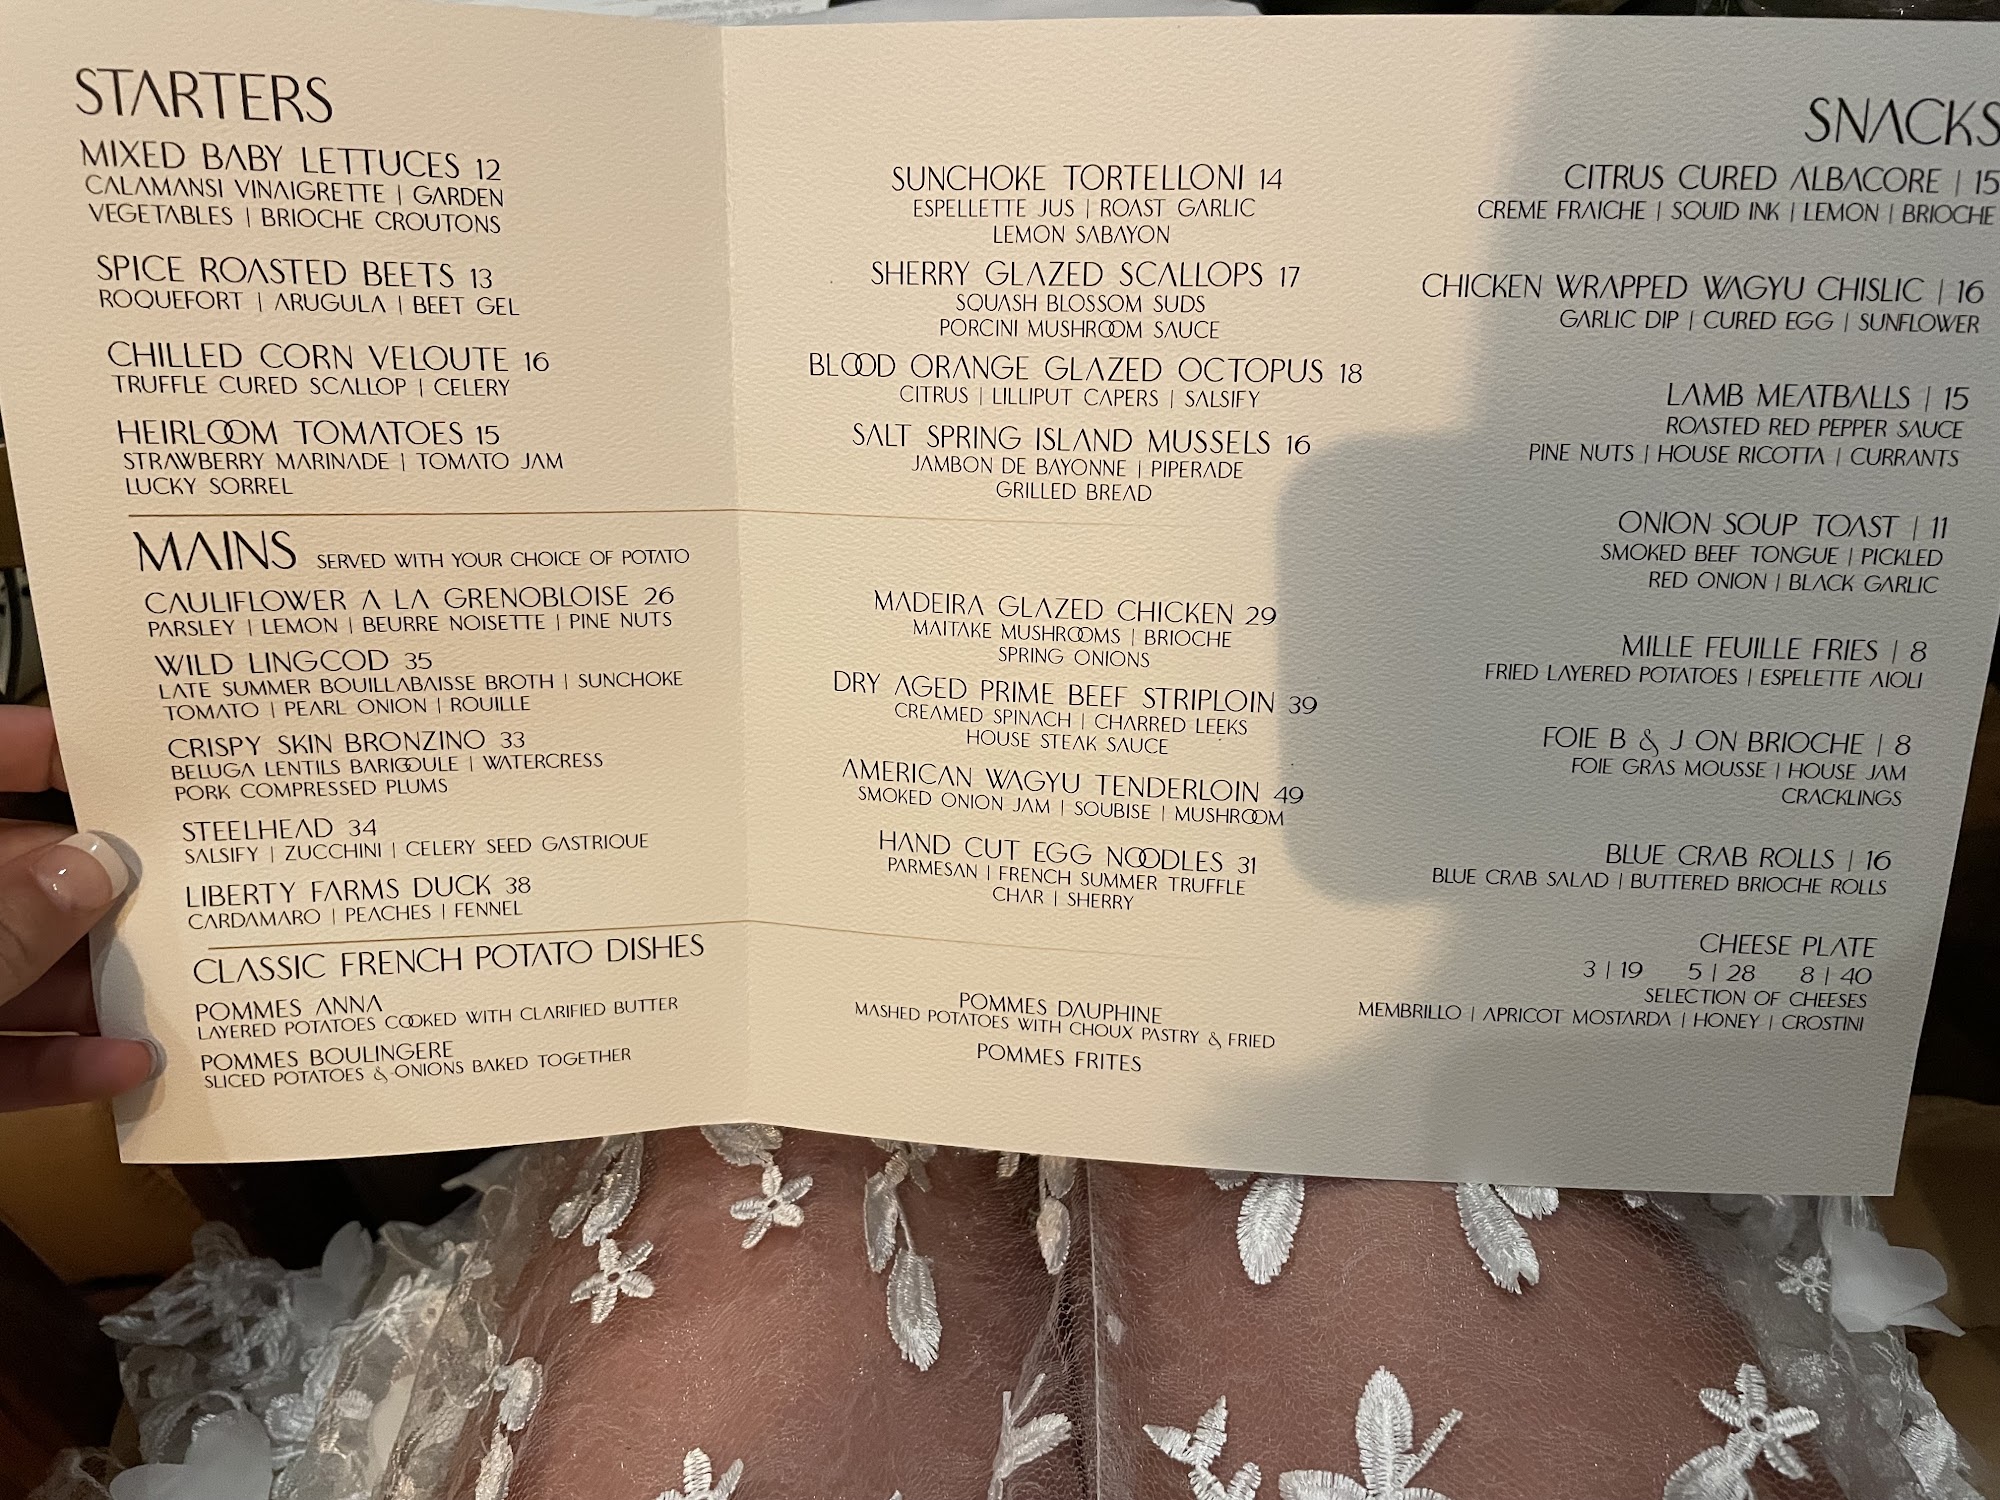 STARTERS
MIXED BABY LETTUCES 12
CALAMANSI VINAIGRETTE | GARDEN
VEGETABLES | BRIOCHE CROUTONS
SPICE ROASTED BEETS 13
ROQUEFORT | ARUGULA | BEET GEL
CHILLED CORN VELOUTE 16
TRUFFLE CURED SCALLOP | CELERY
HEIRLOOM TOMATOES 15
STRAWBERRY MARINADE | TOMATO JAM
LUCKY SORREL
SUNCHOKE TORTELLONI 14
ESPELLETTE JUS | ROAST GARLIC
LEMON SABAYON
SHERRY GLAZED SCALLOPS 17
SQUASH BLOSSOM SUDS
PORCINI MUSHROOM SAUCE
BLOOD ORANGE GLAZED OCTOPUS 18
CITRUS | LILLIPUT CAPERS | SALSIFY
SALT SPRING ISLAND MUSSELS 16
JAMBON DE BAYONNE | PIPERADE
GRILLED BREAD
MAINS SERVED WITH YOUR CHOICE OF POTATO
CAULIFLOWER A LA GRENOBLOISE 26
PARSLEY | LEMON | BEURRE NOISETTE | PINE NUTS
WILD LINGCOD 35
LATE SUMMER BOUILLABAISSE BROTH | SUNCHOKE
TOMATO | PEARL ONION | ROUILLE
CRISPY SKIN BRONZINO 33
BELUGA LENTILS BARIGOULE | WATERCRESS
PORK COMPRESSED PLUMS
STEELHEAD 34
SALSIFY | ZUCCHINI | CELERY SEED GASTRIQUE
LIBERTY FARMS DUCK 38
CARDAMARO | PEACHES | FENNEL
MADEIRA GLAZED CHICKEN 29
MAITAKE MUSHROOMS | BRIOCHE
SPRING ONIONS
DRY AGED PRIME BEEF STRIPLOIN 39
CREAMED SPINACH | CHARRED LEEKS
HOUSE STEAK SAUCE
AMERICAN WAGYU TENDERLOIN 49
SMOKED ONION JAM | SOUBISE | MUSHROOM
HAND CUT EGG NOODLES 31
PARMESAN | FRENCH SUMMER TRUFFLE
CHAR | SHERRY
CLASSIC FRENCH POTATO DISHES
POMMES ANNA
LAYERED POTATOES COOKED WITH CLARIFIED BUTTER
POMMES BOULINGERE
SLICED POTATOES & ONIONS BAKED TOGETHER
POMMES DAUPHINE
MASHED POTATOES WITH CHOUX PASTRY & FRIED
POMMES FRITES
SNACKS
CITRUS CURED ALBACORE | 15
CREME FRAICHE | SQUID INK | LEMON | BRIOCHE
CHICKEN WRAPPED WAGYU CHISLIC | 16
GARLIC DIP | CURED EGG | SUNFLOWER
LAMB MEATBALLS | 15
ROASTED RED PEPPER SAUCE
PINE NUTS | HOUSE RICOTTA | CURRANTS
ONION SOUP TOAST | 11
SMOKED BEEF TONGUE | PICKLED
RED ONION | BLACK GARLIC
MILLE FEUILLE FRIES | 8
FRIED LAYERED POTATOES | ESPELETTE AIOLI
FOIE B & J ON BRIOCHE | 8
FOIE GRAS MOUSSE | HOUSE JAM
CRACKLINGS
BLUE CRAB ROLLS | 16
BLUE CRAB SALAD | BUTTERED BRIOCHE ROLLS
CHEESE PLATE
3 | 19 5 | 28 8 | 40
SELECTION OF CHEESES
MEMBRILLO | APRICOT MOSTARDA | HONEY | CROSTINI